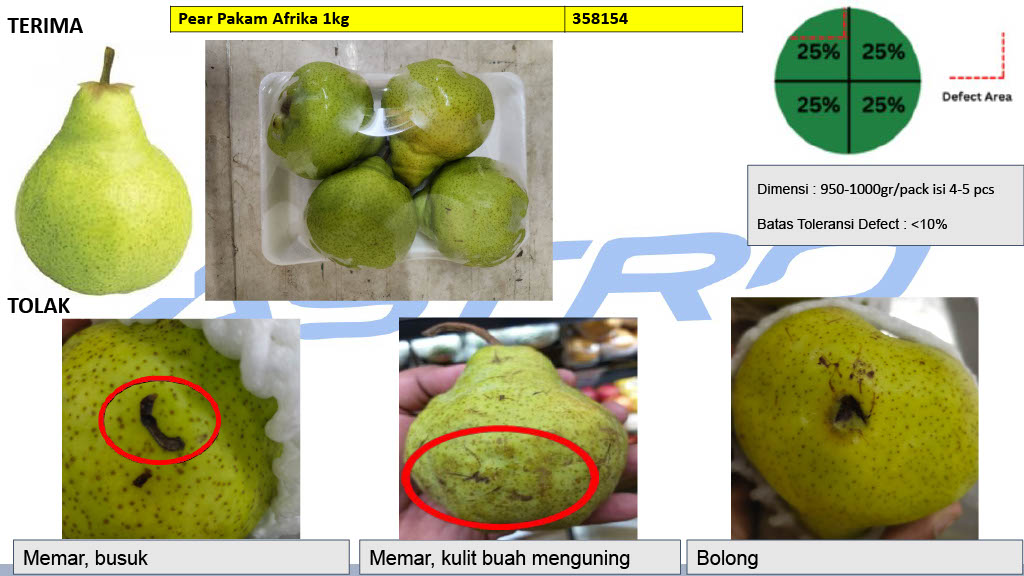 TERIMA
Pear Pakam Afrika 1kg 358154
25% 25%
25% 25%
Defect Area
Dimensi : 950-1000gr/pack isi 4-5 pcs
Batas Toleransi Defect : <10%
ASTRO
TOLAK
Memar, busuk
Memar, kulit buah menguning
Bolong